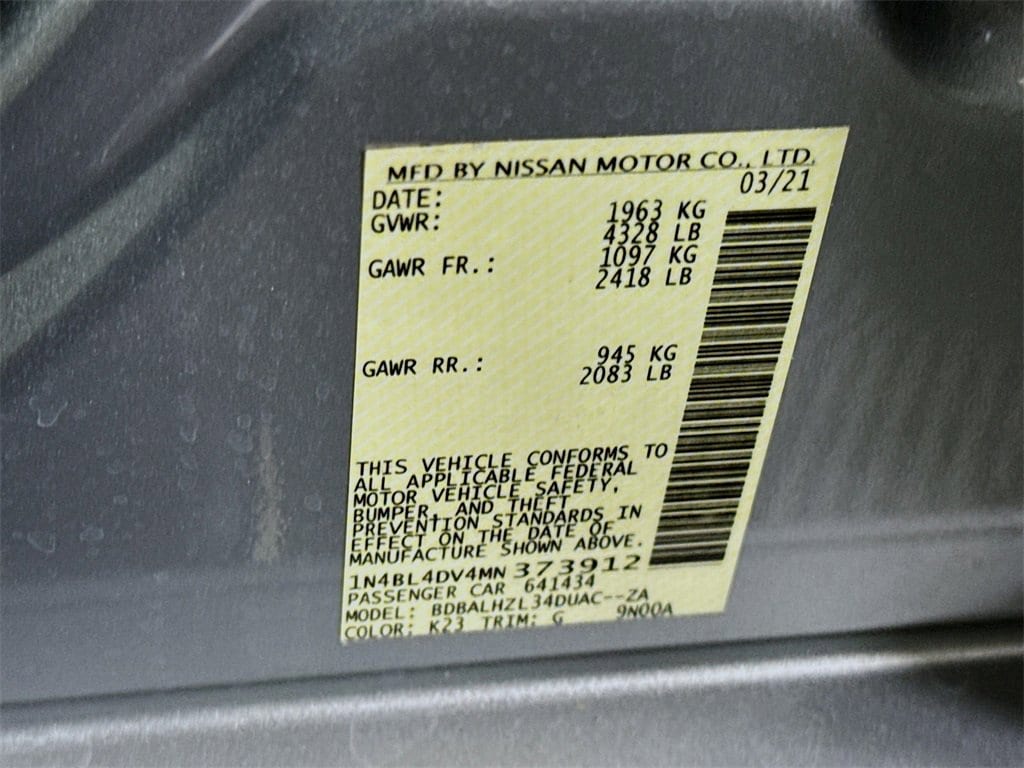 MFD BY NISSAN MOTOR CO., LTD.
DATE: 03/21
GVWR: 1963 KG
4328 LB
GAWR FR.: 1097 KG
2418 LB
GAWR RR.: 945 KG
2083 LB
THIS VEHICLE CONFORMS TO
ALL APPLICABLE FEDERAL
MOTOR VEHICLE SAFETY,
BUMPER, AND THEFT
PREVENTION STANDARDS IN
EFFECT ON THE DATE OF
MANUFACTURE SHOWN ABOVE.
1N4BL4DV4MN373912
PASSENGER CAR 641434
MODEL: BDBALHZL34DUAC--ZA
COLOR: K23 TRIM: G 9N00A